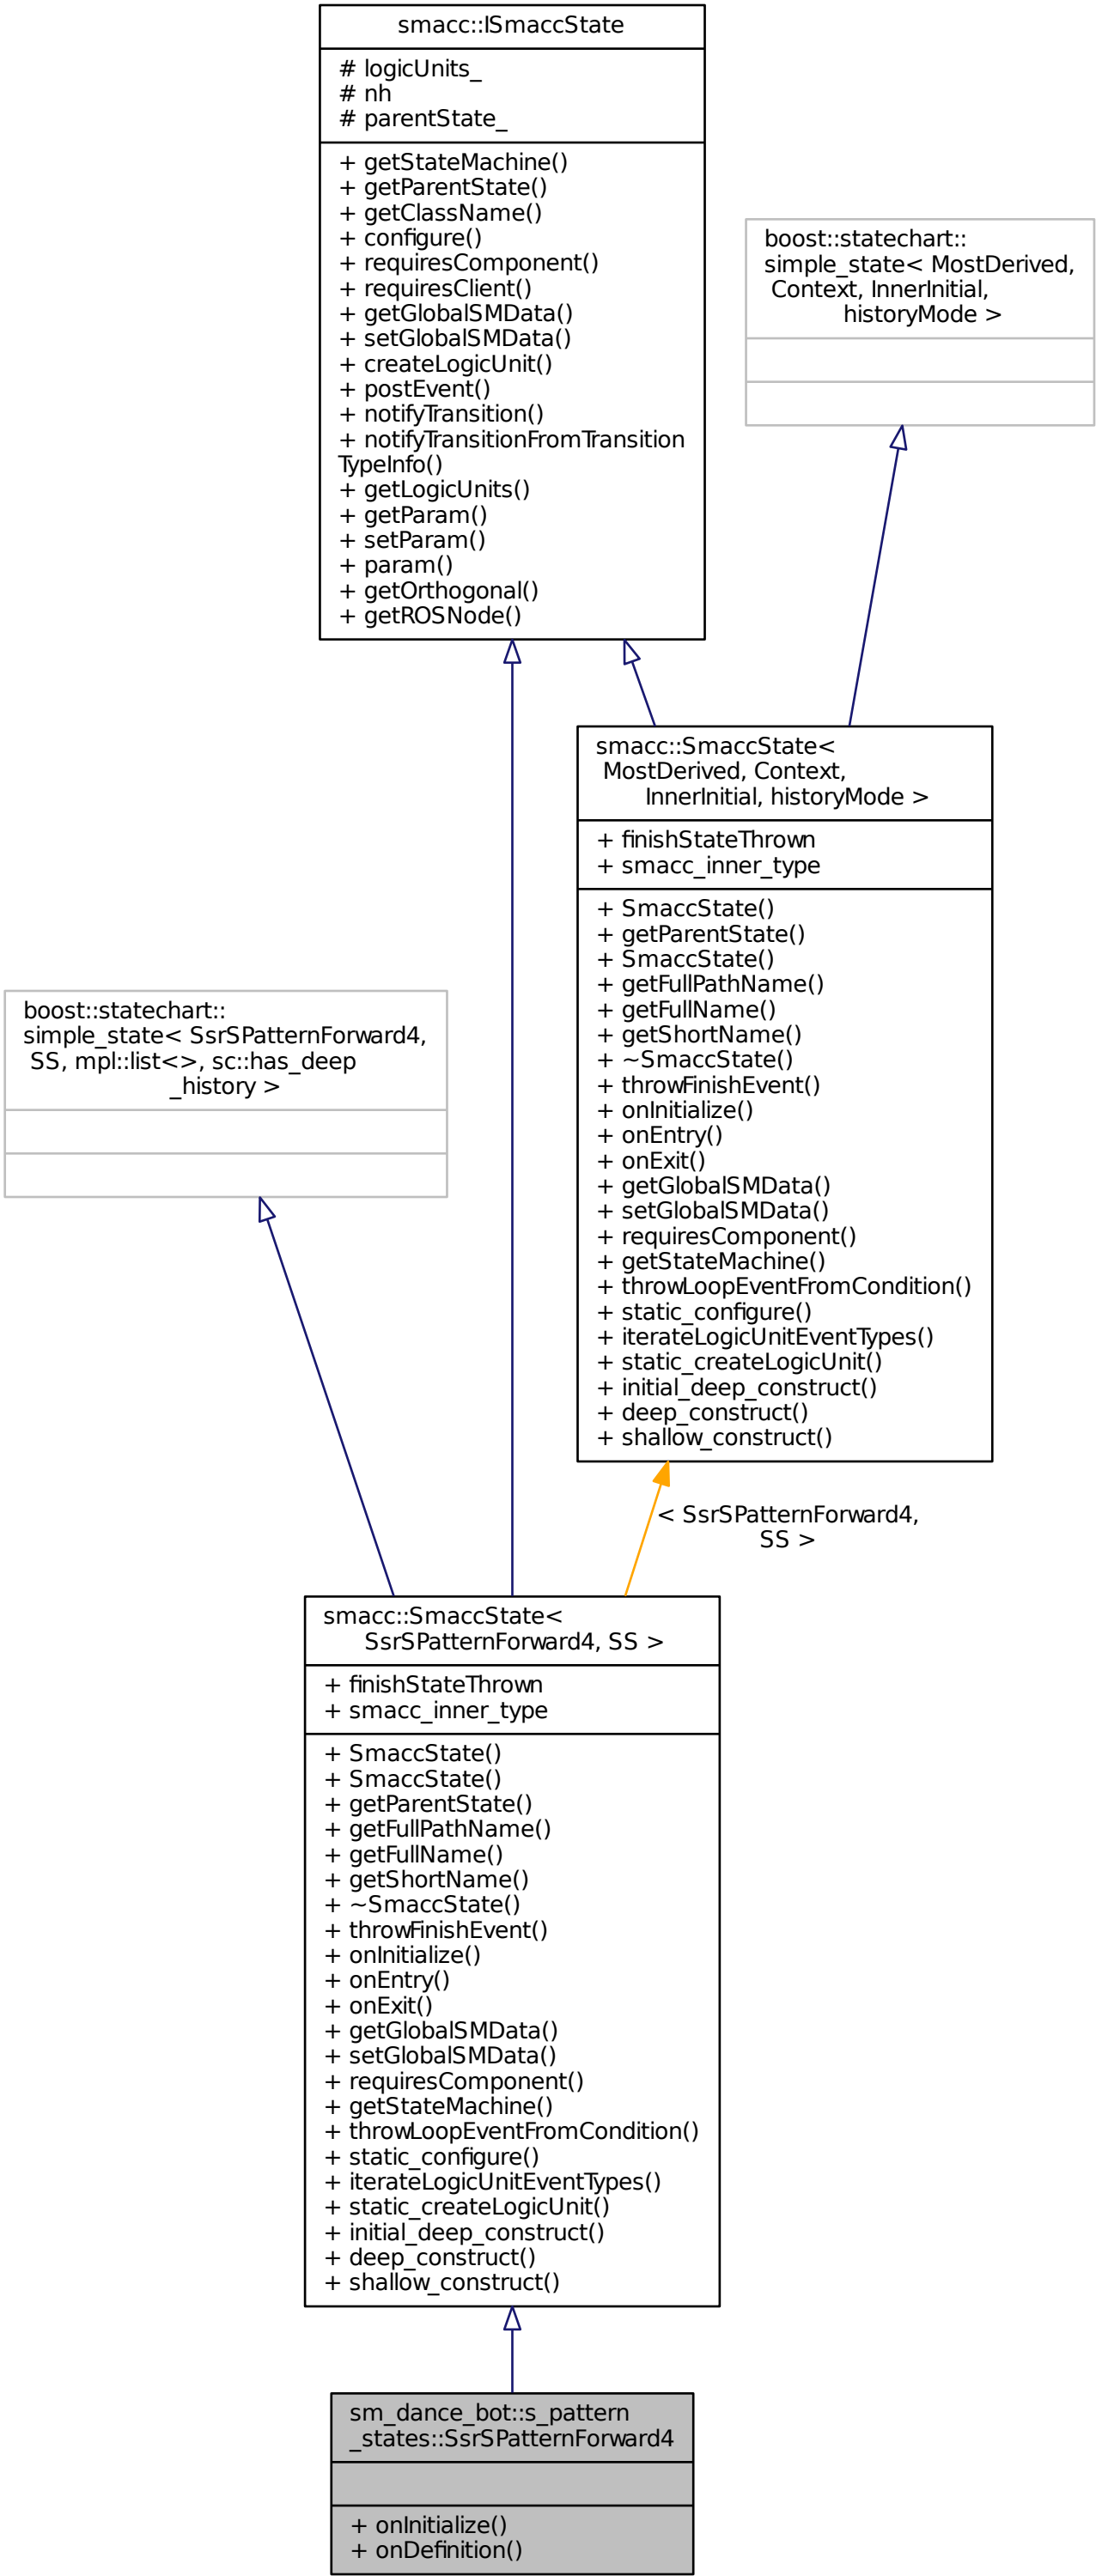 smacc::ISmaccState
# logicUnits_
# nh
# parentState_
+ getStateMachine()
+ getParentState()
+ getClassName()
+ configure()
+ requiresComponent()
+ requiresClient()
+ getGlobalSMData()
+ setGlobalSMData()
+ createLogicUnit()
+ postEvent()
+ notifyTransition()
+ notifyTransitionFromTransition
TypeInfo()
+ getLogicUnits()
+ getParam()
+ setParam()
+ param()
+ getOrthogonal()
+ getROSNode()
boost::statechart::
simple_state< MostDerived,
Context, InnerInitial,
historyMode >
smacc::SmaccState<
MostDerived, Context,
InnerInitial, historyMode >
+ finishStateThrown
+ smacc_inner_type
+ SmaccState()
+ getParentState()
+ SmaccState()
+ getFullPathName()
+ getFullName()
+ getShortName()
+ ~SmaccState()
+ throwFinishEvent()
+ onInitialize()
+ onEntry()
+ onExit()
+ getGlobalSMData()
+ setGlobalSMData()
+ requiresComponent()
+ getStateMachine()
+ throwLoopEventFromCondition()
+ static_configure()
+ iterateLogicUnitEventTypes()
+ static_createLogicUnit()
+ initial_deep_construct()
+ deep_construct()
+ shallow_construct()
boost::statechart::
simple_state< SsrSPatternForward4,
SS, mpl::list<>, sc::has_deep
_history >
< SsrSPatternForward4,
SS >
smacc::SmaccState<
SsrSPatternForward4, SS >
+ finishStateThrown
+ smacc_inner_type
+ SmaccState()
+ SmaccState()
+ getParentState()
+ getFullPathName()
+ getFullName()
+ getShortName()
+ ~SmaccState()
+ throwFinishEvent()
+ onInitialize()
+ onEntry()
+ onExit()
+ getGlobalSMData()
+ setGlobalSMData()
+ requiresComponent()
+ getStateMachine()
+ throwLoopEventFromCondition()
+ static_configure()
+ iterateLogicUnitEventTypes()
+ static_createLogicUnit()
+ initial_deep_construct()
+ deep_construct()
+ shallow_construct()
sm_dance_bot::s_pattern
_states::SsrSPatternForward4
+ onInitialize()
+ onDefinition()